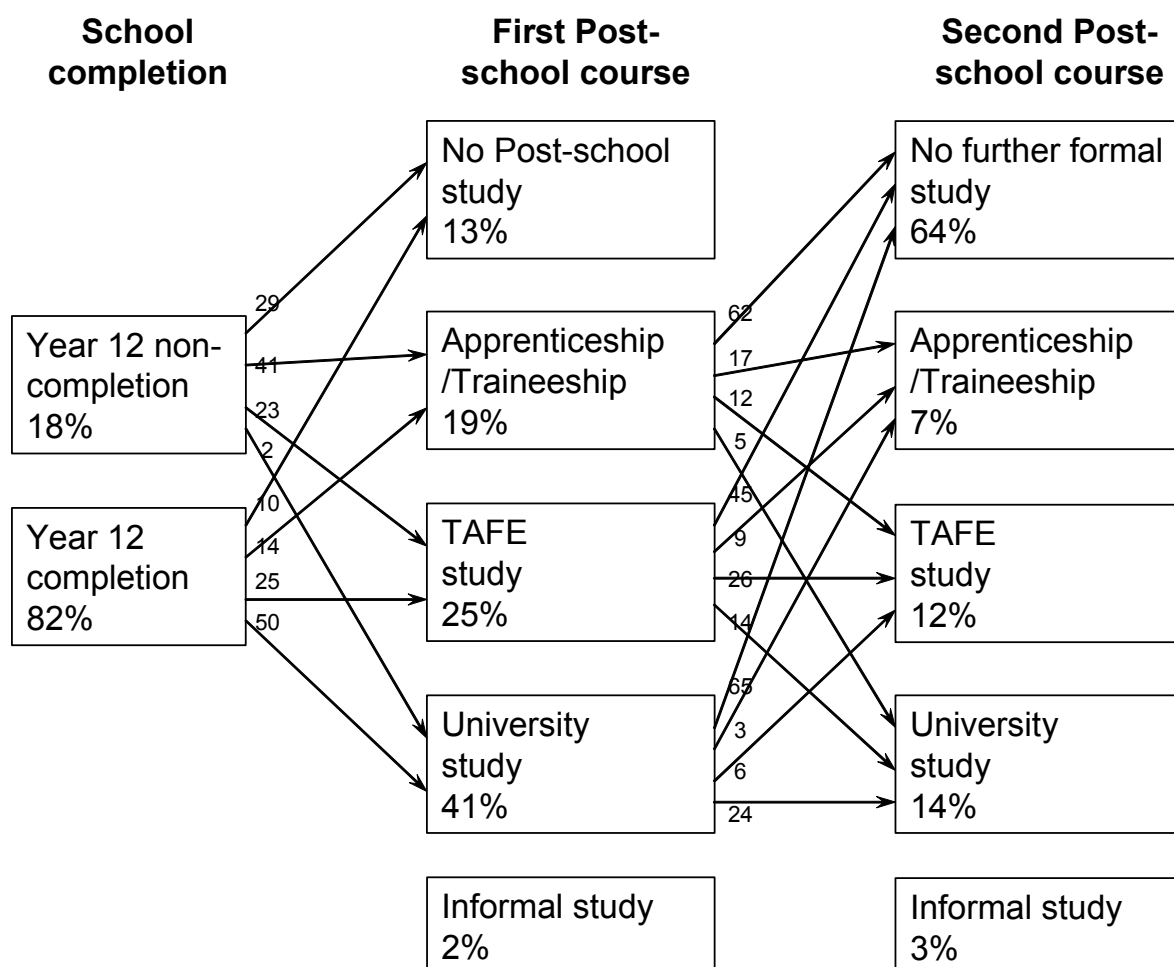 School
completion
First Post-
school course
Second Post-
school course
No Post-school
study
13%
No further formal
study
64%
29
41
23
2
10
14
25
50
Year 12 non-
completion
18%
Year 12
completion
82%
Apprenticeship
/Traineeship
19%
TAFE
study
25%
University
study
41%
Informal study
2%
62
17
12
5
45
9
26
14
65
3
6
24
Apprenticeship
/Traineeship
7%
TAFE
study
12%
University
study
14%
Informal study
3%